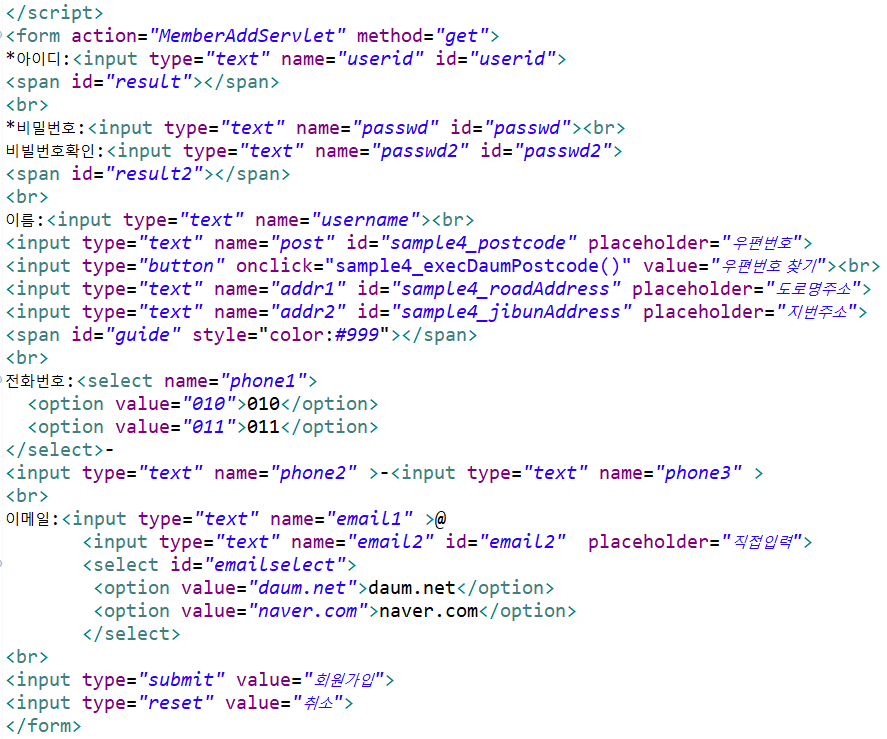 </script>
<form action="MemberAddServlet" method="get">
*아이디:<input type="text" name="userid" id="userid">
<span id="result"></span>
<br>
*비밀번호:<input type="text" name="passwd" id="passwd"><br>
비빌번호확인:<input type="text" name="passwd2" id="passwd2">
<span id="result2"></span>
<br>
이름:<input type="text" name="username"><br>
<input type="text" name="post" id="sample4_postcode" placeholder="우편번호">
<input type="button" onclick="sample4_execDaumPostcode()" value="우편번호 찾기"><br>
<input type="text" name="addr1" id="sample4_roadAddress" placeholder="도로명주소">
<input type="text" name="addr2" id="sample4_jibunAddress" placeholder="지번주소">
<span id="guide" style="color:#999"></span>
<br>
전화번호:<select name="phone1">
  <option value="010">010</option>
  <option value="011">011</option>
</select>-
<input type="text" name="phone2" >-<input type="text" name="phone3" >
<br>
이메일:<input type="text" name="email1" >@
       <input type="text" name="email2" id="email2"  placeholder="직접입력">
       <select id="emailselect">
        <option value="daum.net">daum.net</option>
        <option value="naver.com">naver.com</option>
       </select>
<br>
<input type="submit" value="회원가입">
<input type="reset" value="취소">
</form>